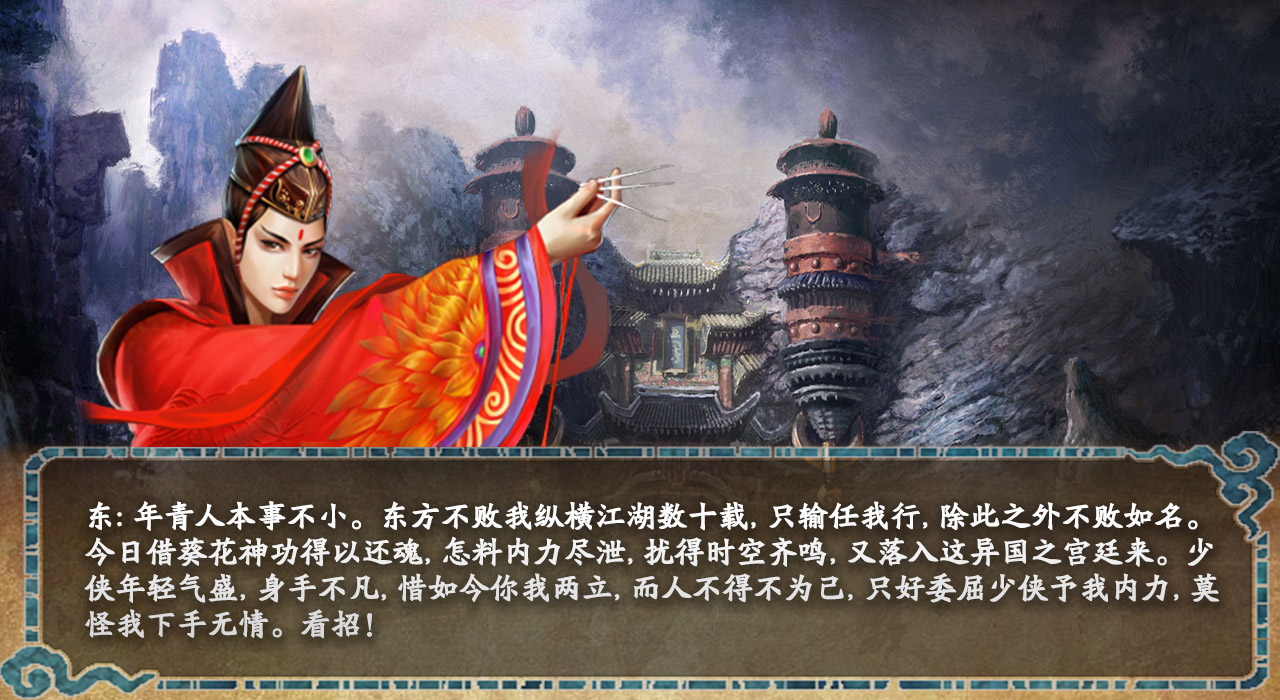 东: 年青人本事不小。东方不败我纵横江湖数十载, 只输任我行, 除此之外不败如名。
今日借葵花神功得以还魂, 怎料内力尽泄, 扰得时空齐鸣, 又落入这异国之宫廷来。少
侠年轻气盛, 身手不凡, 惜如今你我两立, 而人不得不为己, 只好委屈少侠予我内力, 莫
怪我下手无情。看招!